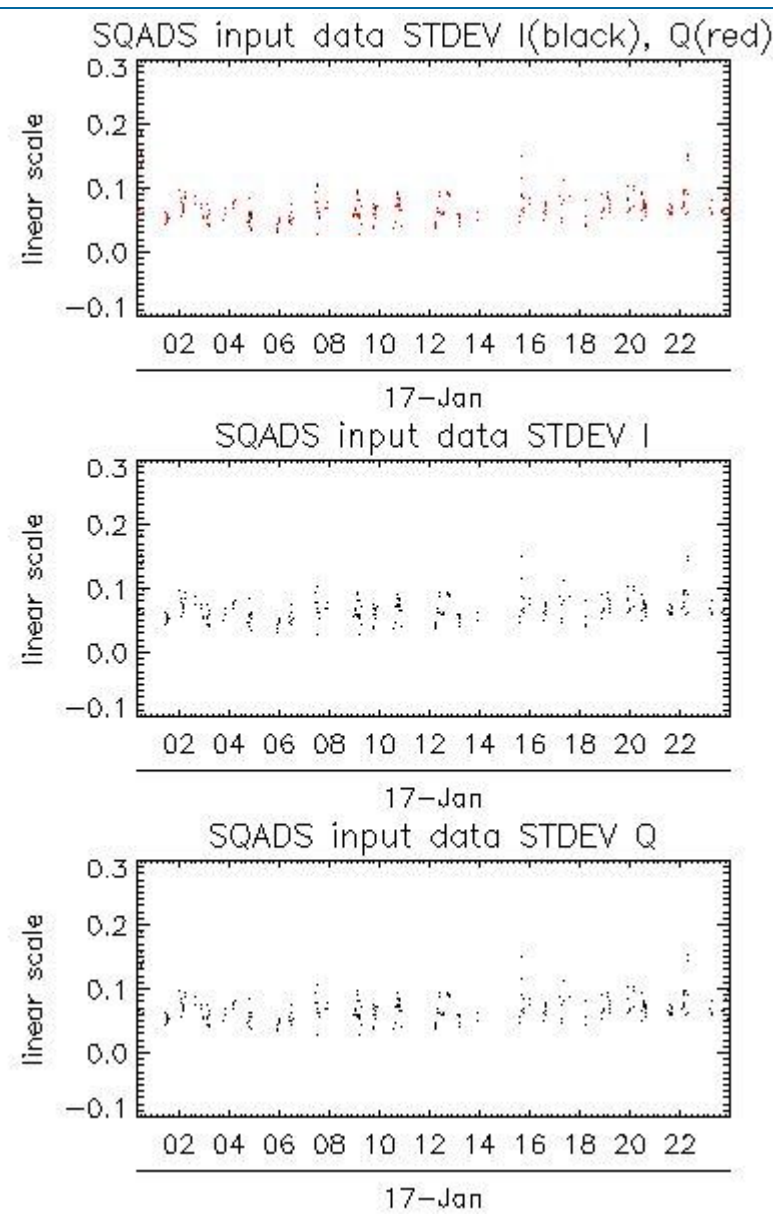 SQADS input data STDEV I(black), Q(red)
linear scale
0.3
0.2
0.1
0.0
-0.1
02 04 06 08 10 12 14 16 18 20 22
17-Jan
SQADS input data STDEV I
linear scale
0.3
0.2
0.1
0.0
-0.1
02 04 06 08 10 12 14 16 18 20 22
17-Jan
SQADS input data STDEV Q
linear scale
0.3
0.2
0.1
0.0
-0.1
02 04 06 08 10 12 14 16 18 20 22
17-Jan